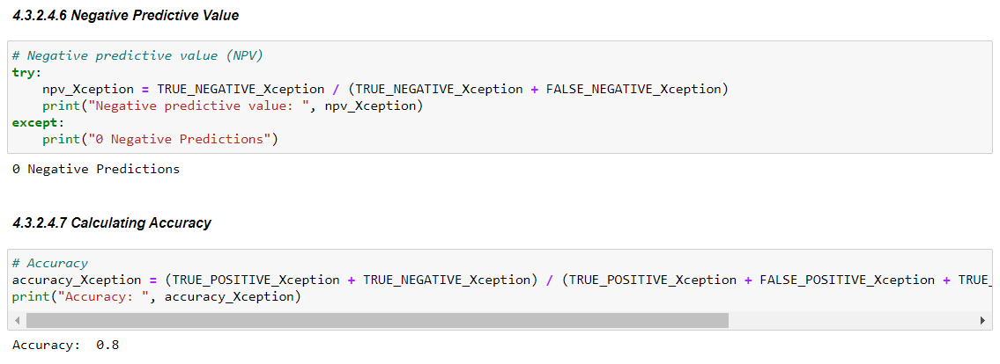 4.3.2.4.6 Negative Predictive Value
# Negative predictive value (NPV)
try:
    npv_Xception = TRUE_NEGATIVE_Xception / (TRUE_NEGATIVE_Xception + FALSE_NEGATIVE_Xception)
    print("Negative predictive value: ", npv_Xception)
except:
    print("0 Negative Predictions")
0 Negative Predictions
4.3.2.4.7 Calculating Accuracy
# Accuracy
accuracy_Xception = (TRUE_POSITIVE_Xception + TRUE_NEGATIVE_Xception) / (TRUE_POSITIVE_Xception + FALSE_POSITIVE_Xception + TRUE_
print("Accuracy: ", accuracy_Xception)
Accuracy:  0.8